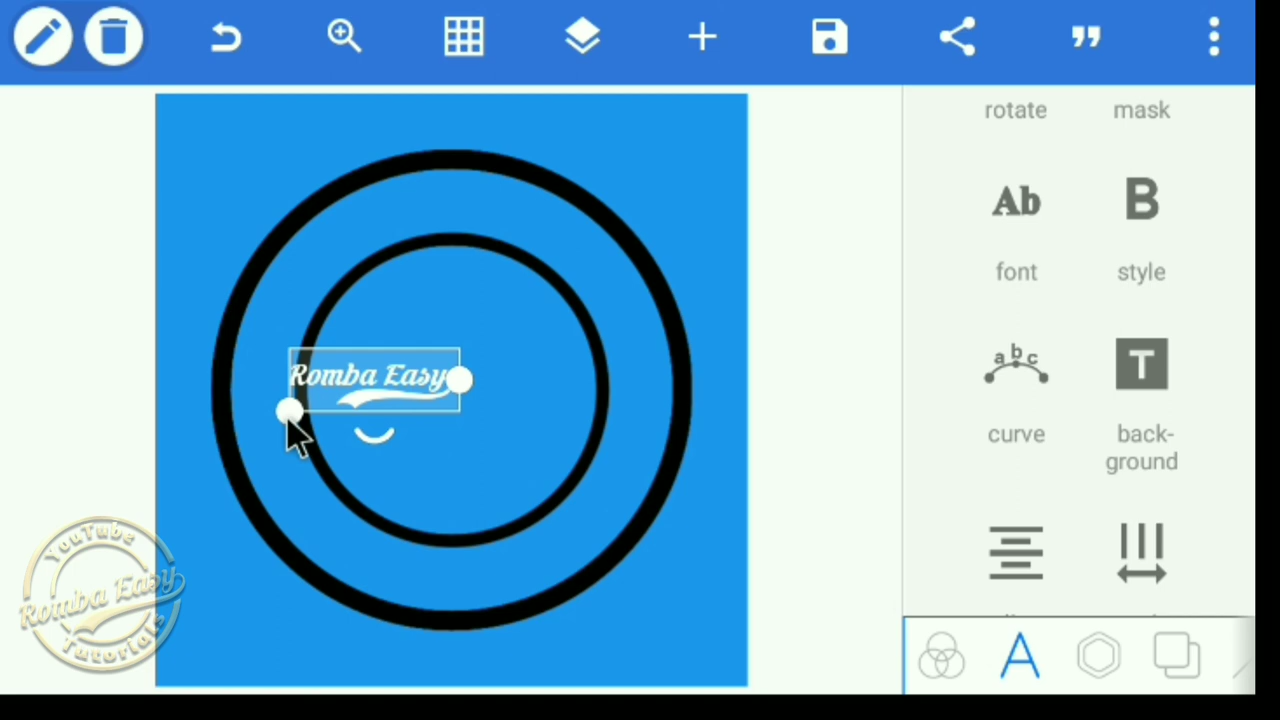 rotate
mask
Ab
B
font
style
abc
T
curve
back-
ground
Romba Easy
A
YouTube
Romba Easy
Tutorials